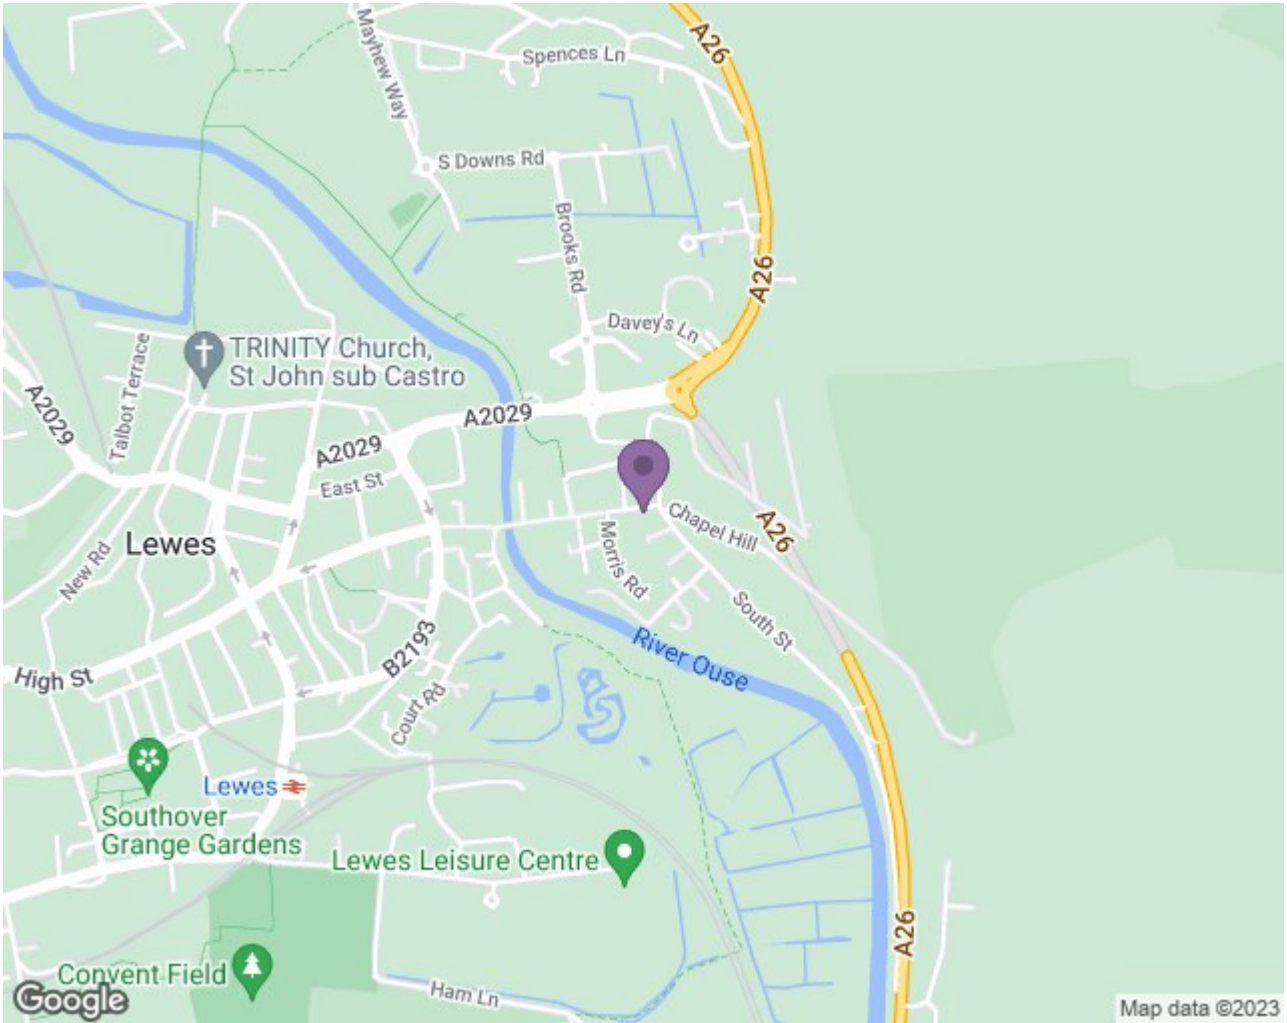 A26
Mayhew Way
Spences Ln
S Downs Rd
Brooks Rd
A26
Davey's Ln
TRINITY Church,
St John sub Castro
Talbot Terrace
A2029
A2029
A2029
East St
Lewes
New Rd
Chapel Hill
A26
Morris Rd
South St
River Ouse
High St
B2193
Court Rd
Lewes
Southover
Grange Gardens
Lewes Leisure Centre
A26
Convent Field
Ham Ln
Google
Map data ©2023